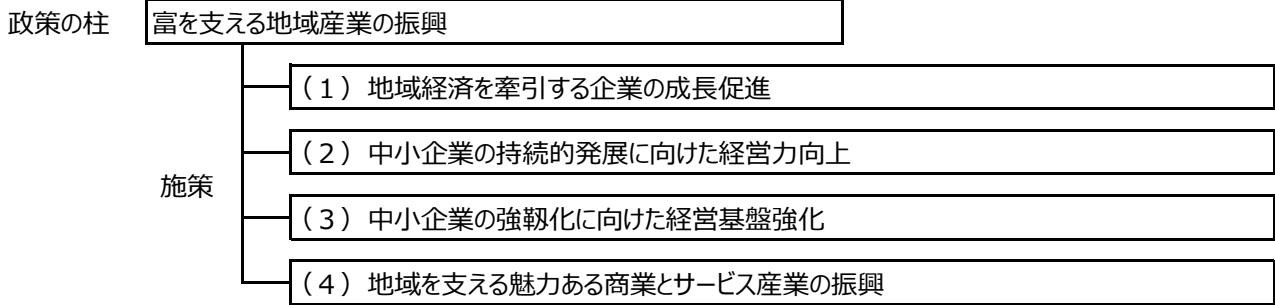 政策の柱 富を支える地域産業の振興
（１）地域経済を牽引する企業の成長促進
（２）中小企業の持続的発展に向けた経営力向上
施策
（３）中小企業の強靱化に向けた経営基盤強化
（４）地域を支える魅力ある商業とサービス産業の振興